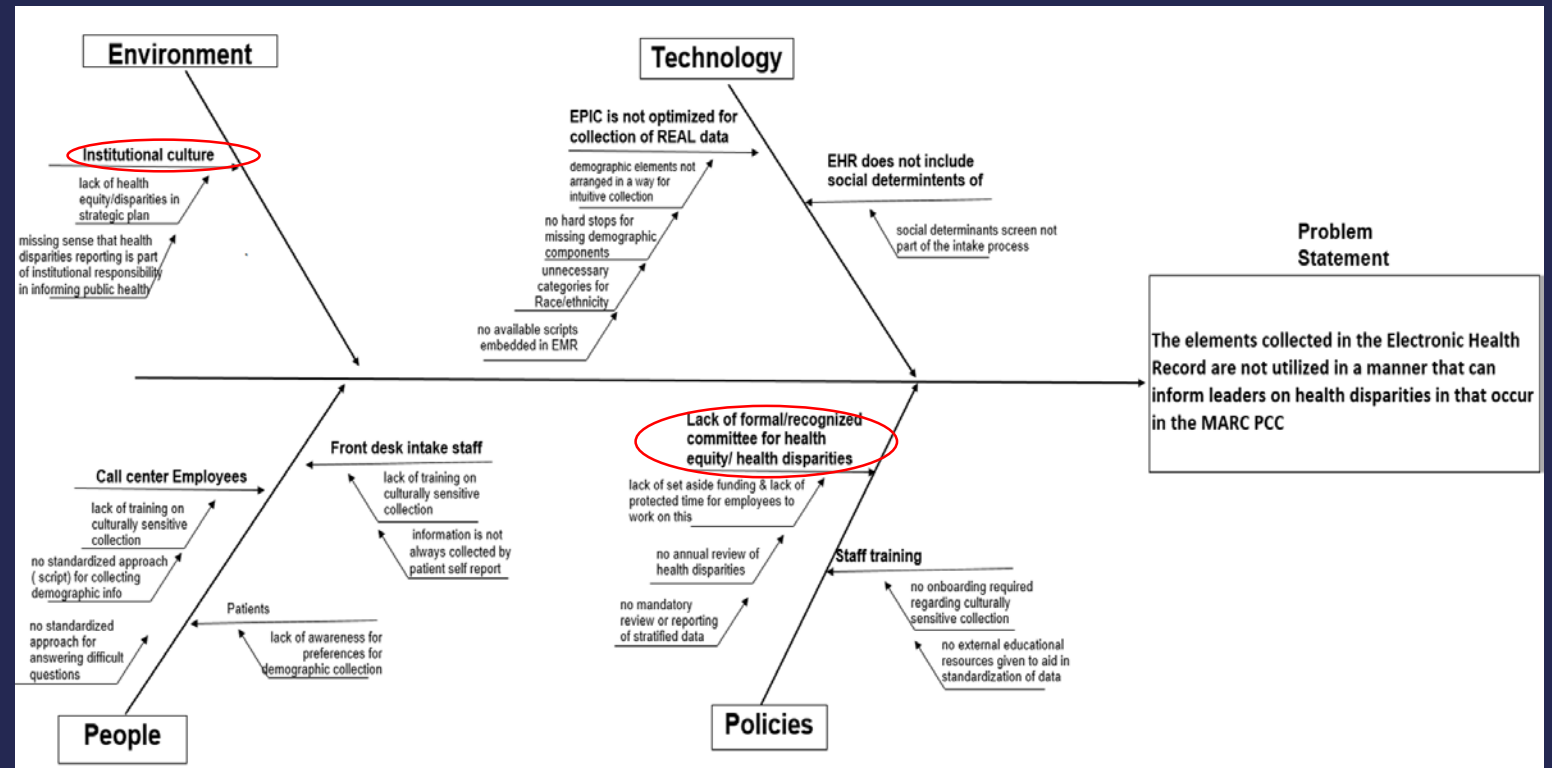 Environment
Institutional culture
lack of health
equity/disparities in
strategic plan
missing sense that health
disparities reporting is part
of institutional responsibility
in informing public health
Technology
EPIC is not optimized for
collection of REAL data
demographic elements not
arranged in a way for
intuitive collection
no hard stops for
missing demographic
components
unnecessary
categories for
Race/ethnicity
no available scripts
embedded in EMR
EHR does not include
social determintents of
social determinants screen not
part of the intake process
Problem
Statement
The elements collected in the Electronic Health
Record are not utilized in a manner that can
inform leaders on health disparities in that occur
in the MARC PCC
Call center Employees
lack of training on
culturally sensitive
collection
no standardized approach
( script) for collecting
demographic info
no standardized
approach for
answering difficult
questions
Front desk intake staff
lack of training on
culturally sensitive
collection
information is not
always collected by
patient self report
Patients
lack of awareness for
preferences for
demographic collection
People
Lack of formal/recognized
committee for health
equity/ health disparities
lack of set aside funding & lack of
protected time for employees to
work on this
no annual review of
health disparities
no mandatory
review or reporting
of stratified data
Staff training
no onboarding required
regarding culturally
sensitive collection
no external educational
resources given to aid in
standardization of data
Policies